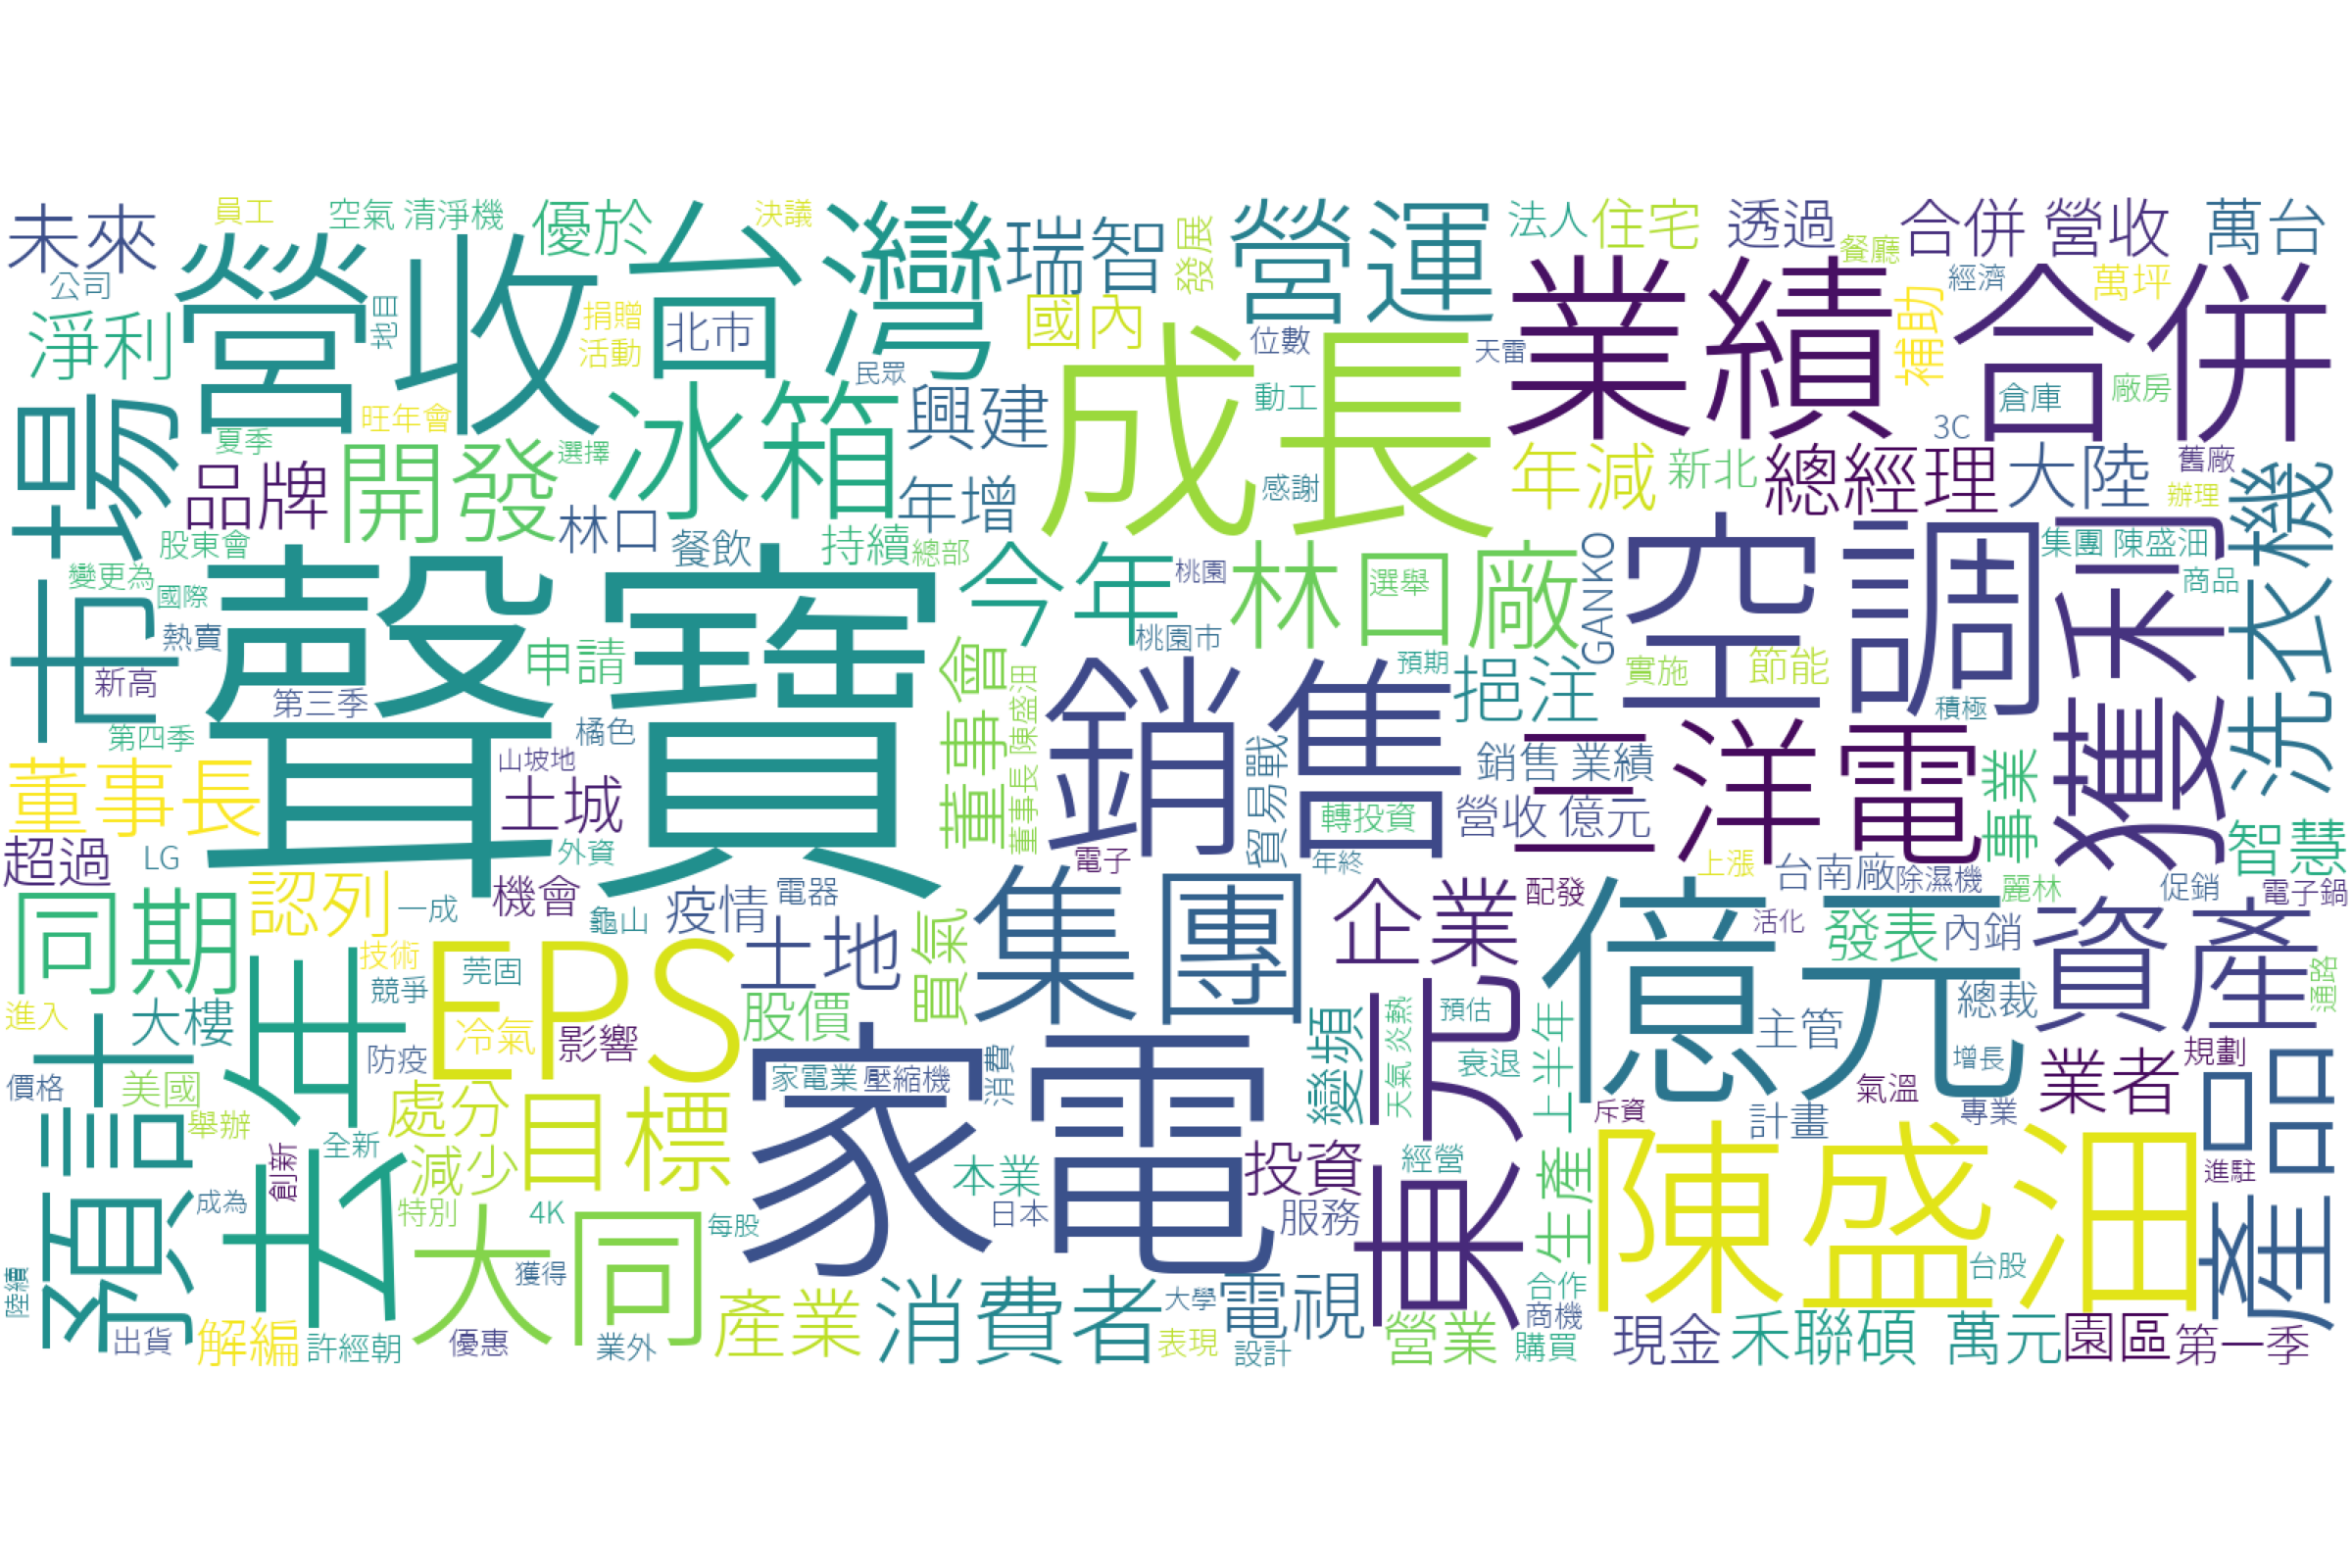 未來
員工
空氣 清淨機
優於
台灣
決議
瑞智
發展
營運
法人
住宅
透過
合併 營收
萬台
公司
淨利
地目
營收
捐贈
活動
北市
國內
民眾
位數
天雷
餐廳
經濟
萬坪
補助
業績
合併
倉庫
廠房
3C
旺年會
夏季
選擇
冰箱
興建
成長
動工
感謝
年減
新北
總經理
大陸
舊廠
辦理
市場
品牌
開發
林口
年增
股東會
餐飲
持續
總部
今年
桃園
桃園市
林口廠
選舉
GANKO
空調
集團 陳盛沺
商品
獲利
洗衣機
變更為
國際
熱賣
新高
第三季
第四季
聲寶
申請
橘色
山坡地
董事會
董事長 陳盛沺
銷售
預期
挹注
實施
節能
積極
三洋電
銷售 業績
貿易戰
轉投資
營收 億元
事業
智慧
董事長
土城
超過
LG
外資
電子
年終
上漲
台南廠
除濕機
麗林
促銷
電子鍋
同期
認列
一成
機會
龜山
疫情
電器
土地
買氣
集團
企業
配發
億元
活化
發表
內銷
資產
通路
技術
莞固
競爭
EPS
進入
大樓
去年
冷氣
影響
股價
防疫
變頻
天氣 炎熱
預估
上半年
東元
衰退
主管
總裁
增長
業者
規劃
價格
美國
舉辦
全新
處分
目標
家電業
壓縮機
消費
家電
斥資
計畫
氣溫
專業
預計
創新
成為
減少
特別
4K
每股
本業
日本
投資
服務
經營
生產
陳盛沺
進駐
產品
大同
獲得
台股
陸續
出貨
解編
許經朝
優惠
業外
產業
消費者
大學
表現
電視
設計
營業
合作
商機
購買
現金
禾聯碩
萬元
園區
第一季